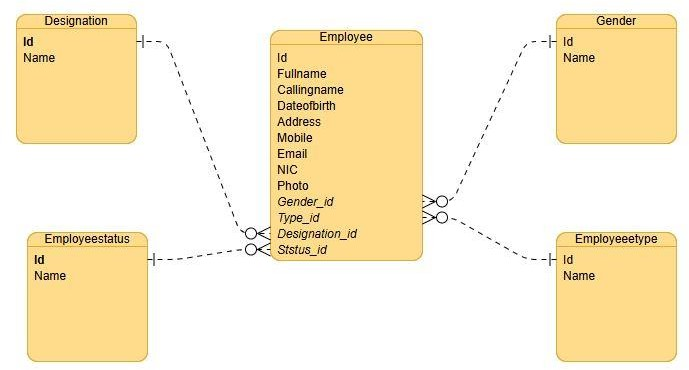 Designation
Id
Name
Employee
Id
Fullname
Callingname
Dateofbirth
Address
Mobile
Email
NIC
Photo
Gender_id
Type_id
Designation_id
Ststus_id
Gender
Id
Name
Employeestatus
Id
Name
Employeeetype
Id
Name